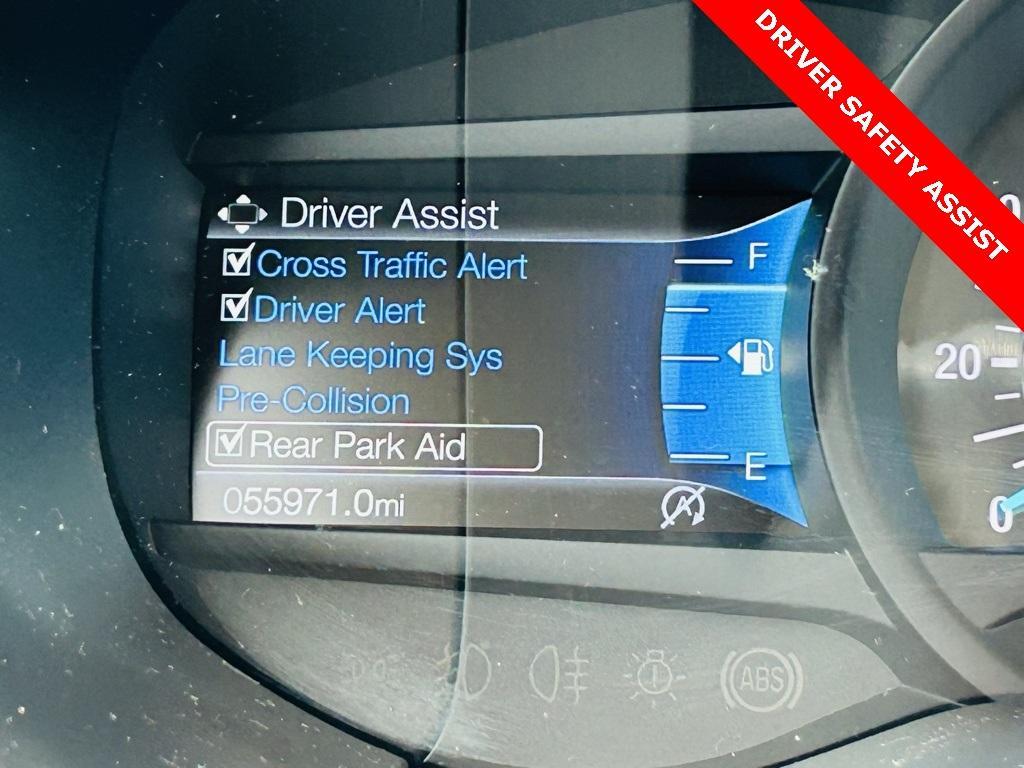 DRIVER SAFETY ASSIST
Driver Assist
Cross Traffic Alert
Driver Alert
Lane Keeping Sys
Pre-Collision
Rear Park Aid
055971.0mi
F
E
A
20
0
ABS